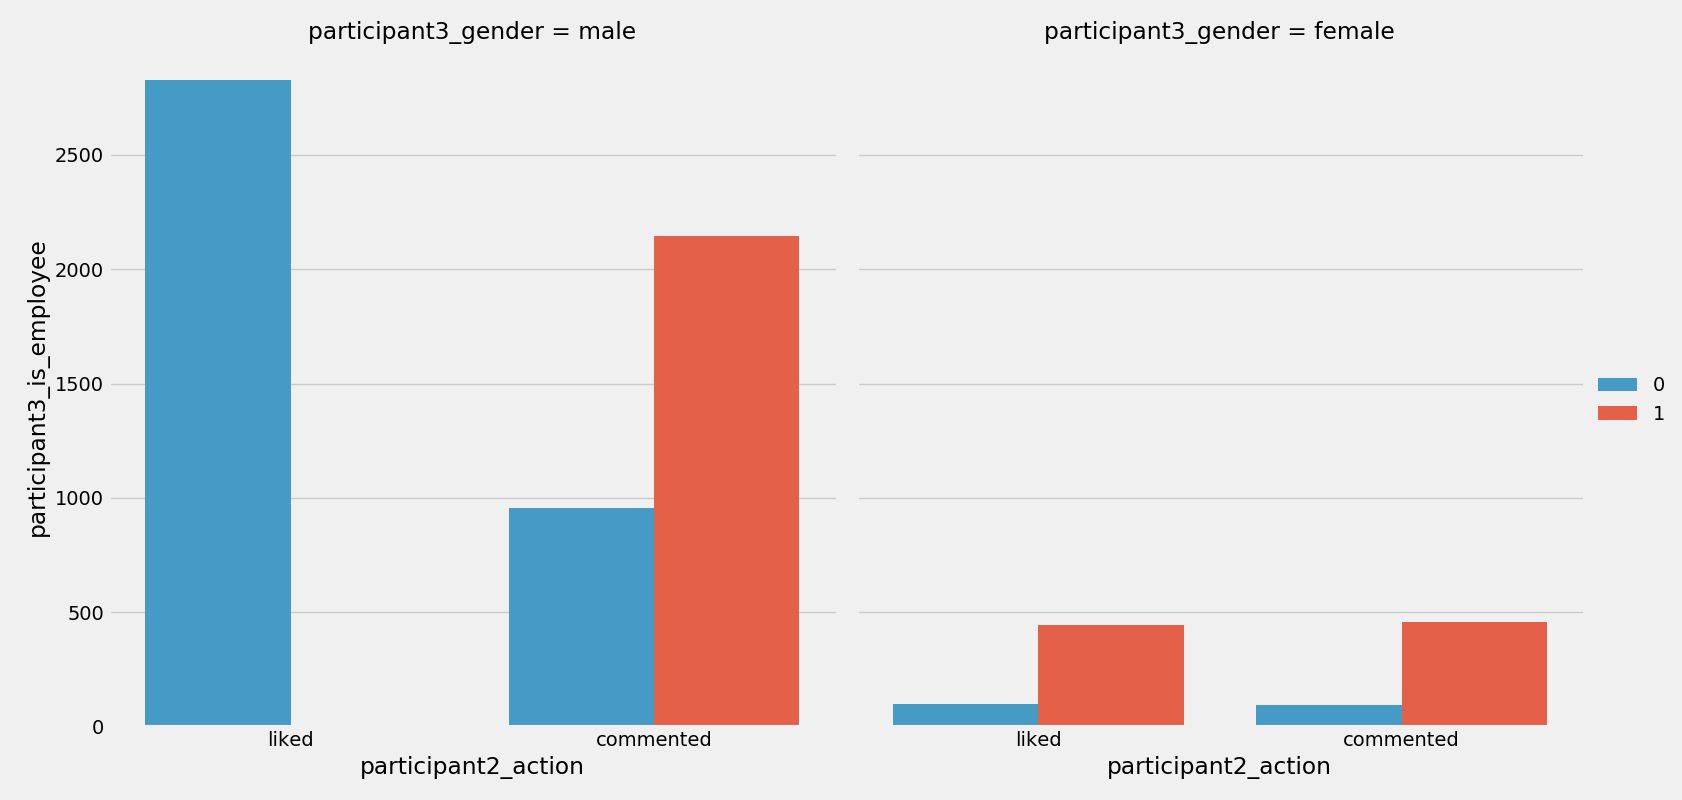 participant3_gender = male
participant3_gender = female
participant3_is_employee
2500
2000
1500
1000
500
0
liked
commented
liked
commented
participant2_action
participant2_action
0
1